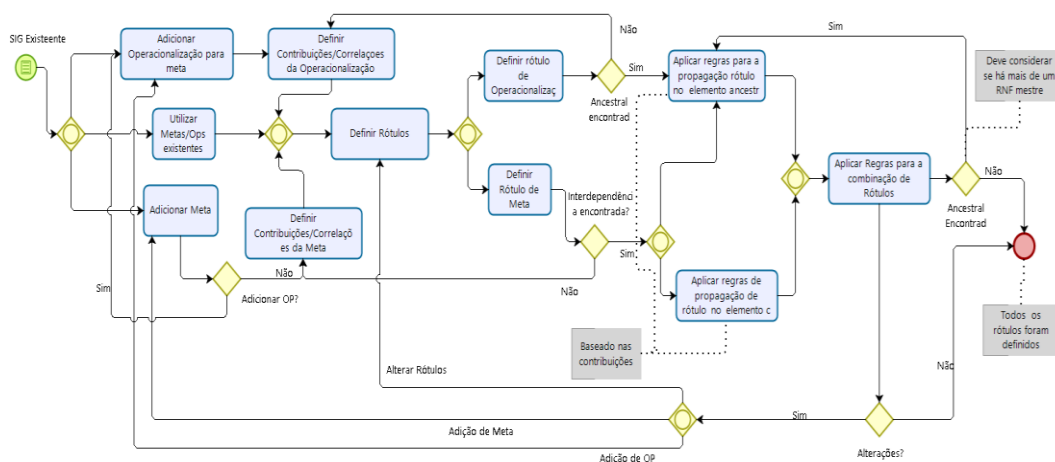 SIG Existeente
Adicionar
Operacionalização para
meta
Definir
Contribuições/Correlaçoes
da Operacionalização
Não
Sim
Definir rótulo
de
Operacionalizaç
Sim
Ancestral
encontrad
Aplicar regras para a
propagação rótulo
no elemento ancestr
Deve considerar
se há mais de um
RNF mestre
Utilizar
Metas/Ops
existentes
Definir Rótulos
Definir
Rótulo de
Meta
Interdependênci
a encontrada?
Sim
Não
Aplicar Regras para a
combinação de
Rótulos
Não
Ancestral
Encontrad
Adicionar Meta
Definir
Contribuições/Correlaçõ
es da Meta
Não
Sim
Adicionar OP?
Aplicar regras de
propagação de
rótulo no elemento c
Baseado nas
contribuições
Todos os
rótulos foram
definidos
Não
Alterar Rótulos
Sim
Adição de Meta
Adição de OP
Alterações?